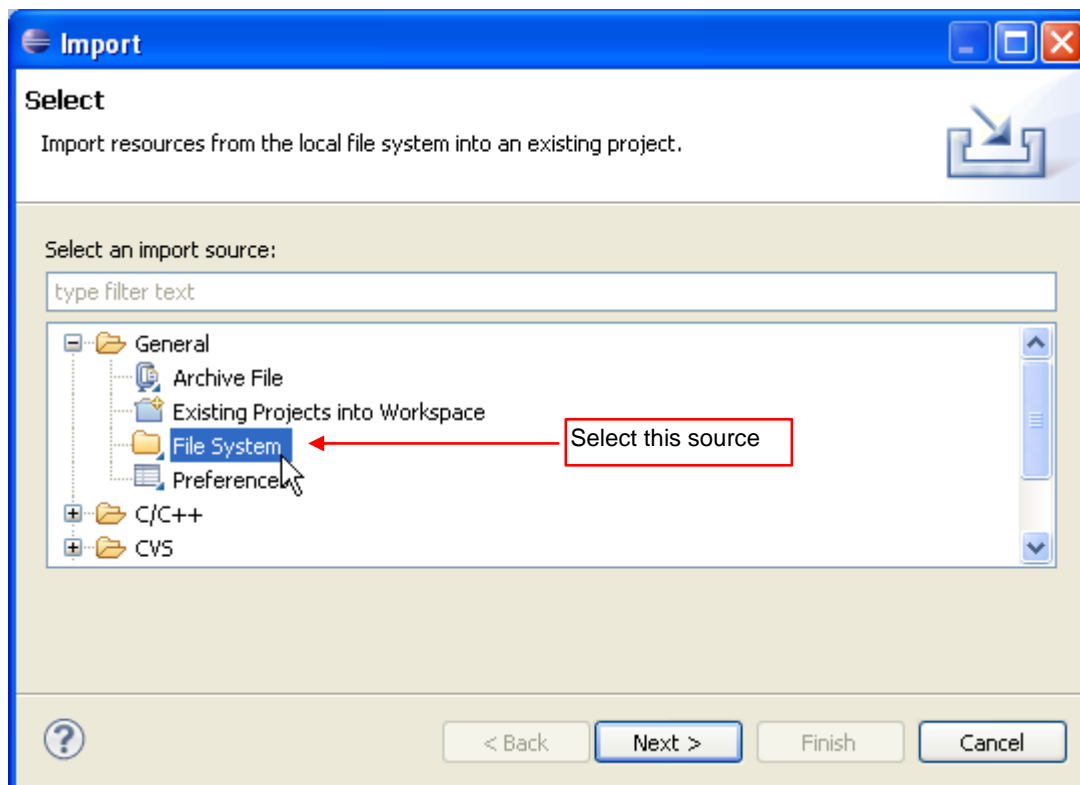 Import
Select
Import resources from the local file system into an existing project.
Select an import source:
type filter text
General
Archive File
Existing Projects into Workspace
File System
Select this source
Preference
C/C++
CVS
?
< Back
Next >
Finish
Cancel